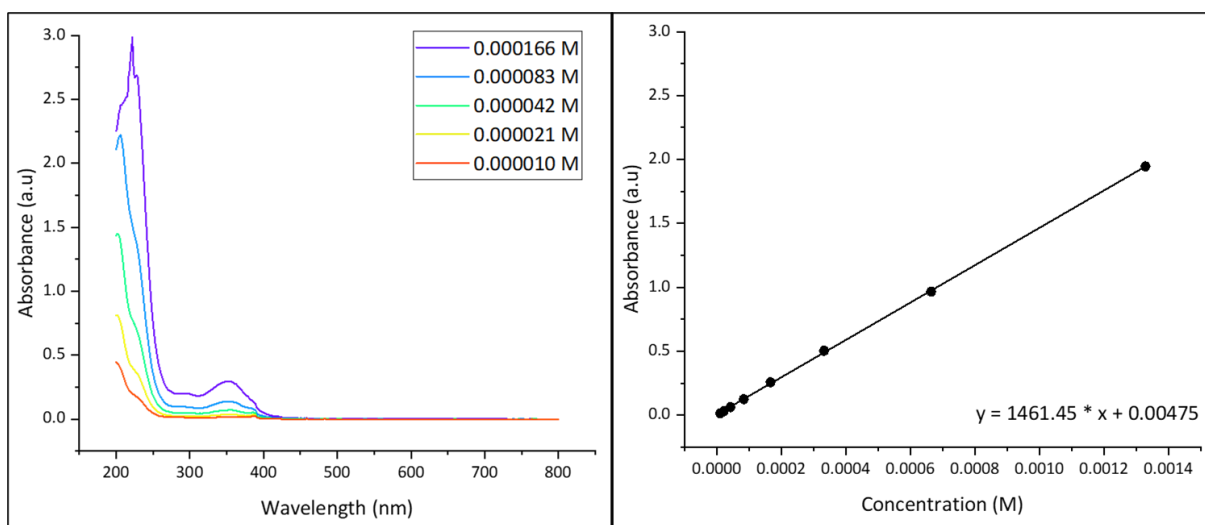 3.0
2.5
2.0
1.5
1.0
0.5
0.0
Absorbance (a.u)
0.000166 M
0.000083 M
0.000042 M
0.000021 M
0.000010 M
200 300 400 500 600 700 800
Wavelength (nm)
3.0
2.5
2.0
1.5
1.0
0.5
0.0
Absorbance (a.u)
y = 1461.45 * x + 0.00475
0.0000 0.0002 0.0004 0.0006 0.0008 0.0010 0.0012 0.0014
Concentration (M)